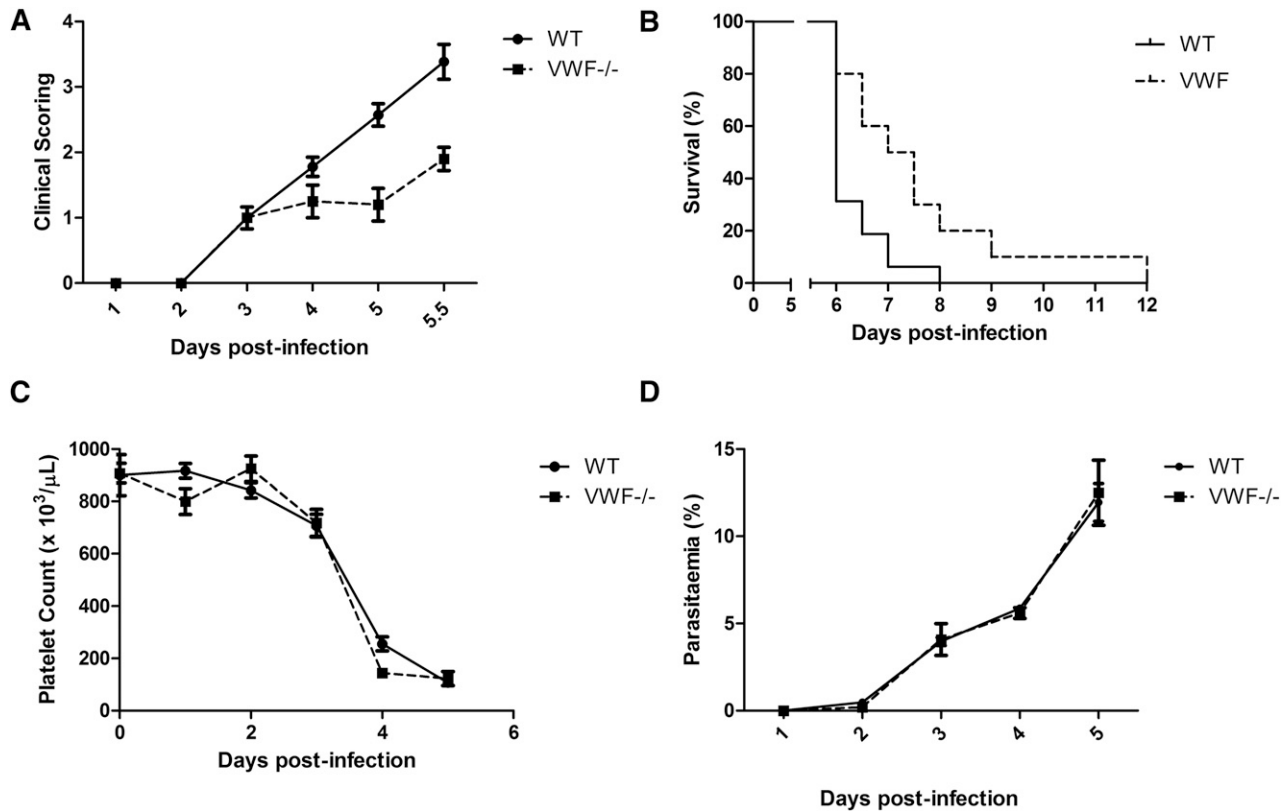 A
Clinical Scoring
4
3
2
1
0
1 2 3 4 5 5.5
Days post-infection
WT
VWF-/-
B
Survival (%)
100
80
60
40
20
0
0 5 6 7 8 9 10 11 12
Days post-infection
WT
VWF
C
Platelet Count (x 10³/µL)
1000
800
600
400
200
0
0 2 4 6
Days post-infection
WT
VWF-/-
D
Parasitaemia (%)
15
10
5
0
1 2 3 4 5
Days post-infection
WT
VWF-/-